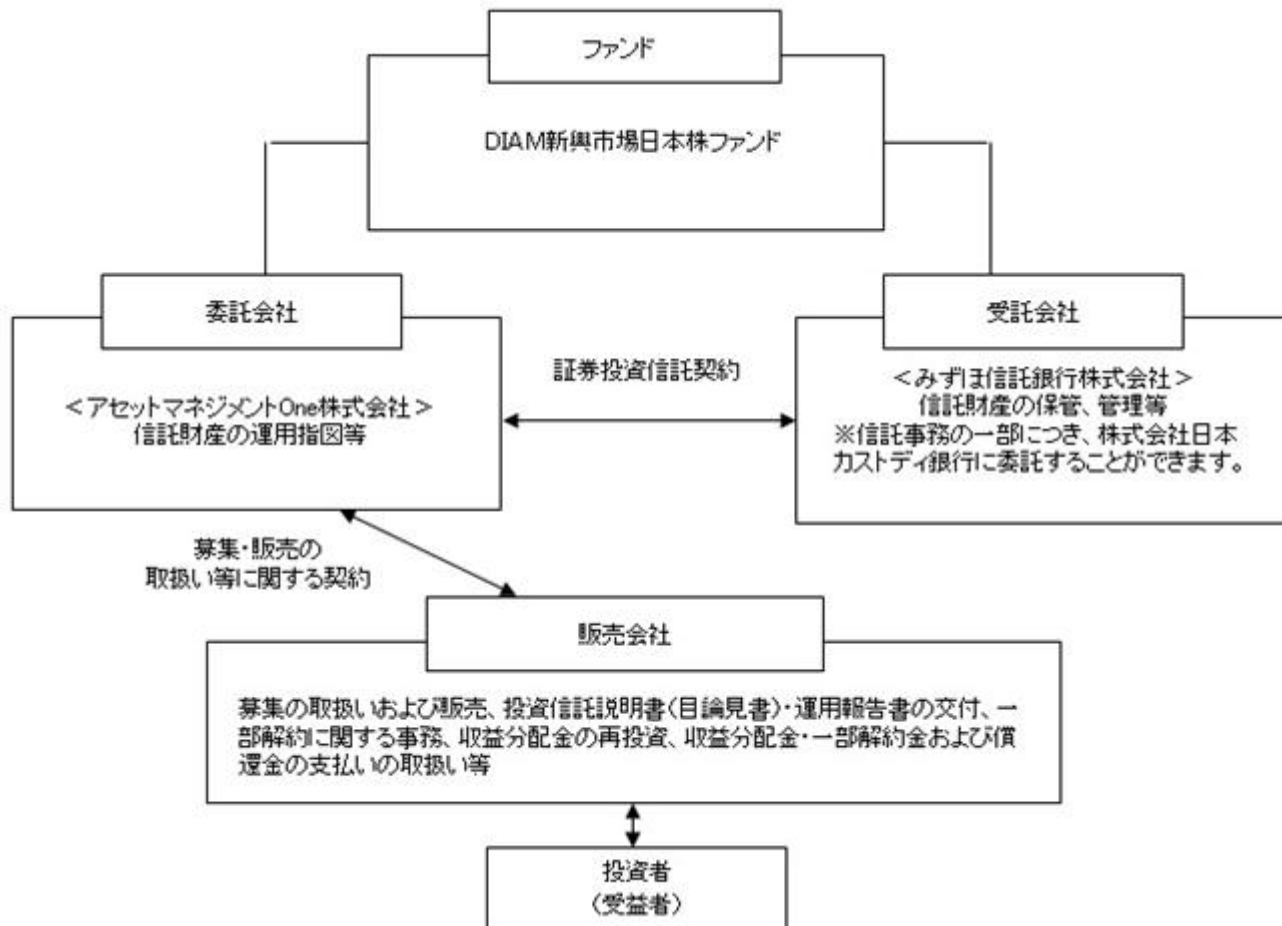 ファンド
DIAM新興市場日本株ファンド
委託会社
＜アセットマネジメントOne株式会社＞
信託財産の運用指図等
証券投資信託契約
受託会社
＜みずほ信託銀行株式会社＞
信託財産の保管、管理等
※信託事務の一部につき、株式会社日本
カストディ銀行に委託することができます。
募集・販売の
取扱い等に関する契約
販売会社
募集の取扱いおよび販売、投資信託説明書（目論見書）・運用報告書の交付、一
部解約に関する事務、収益分配金の再投資、収益分配金・一部解約金および償
還金の支払いの取扱い等
投資者
（受益者）